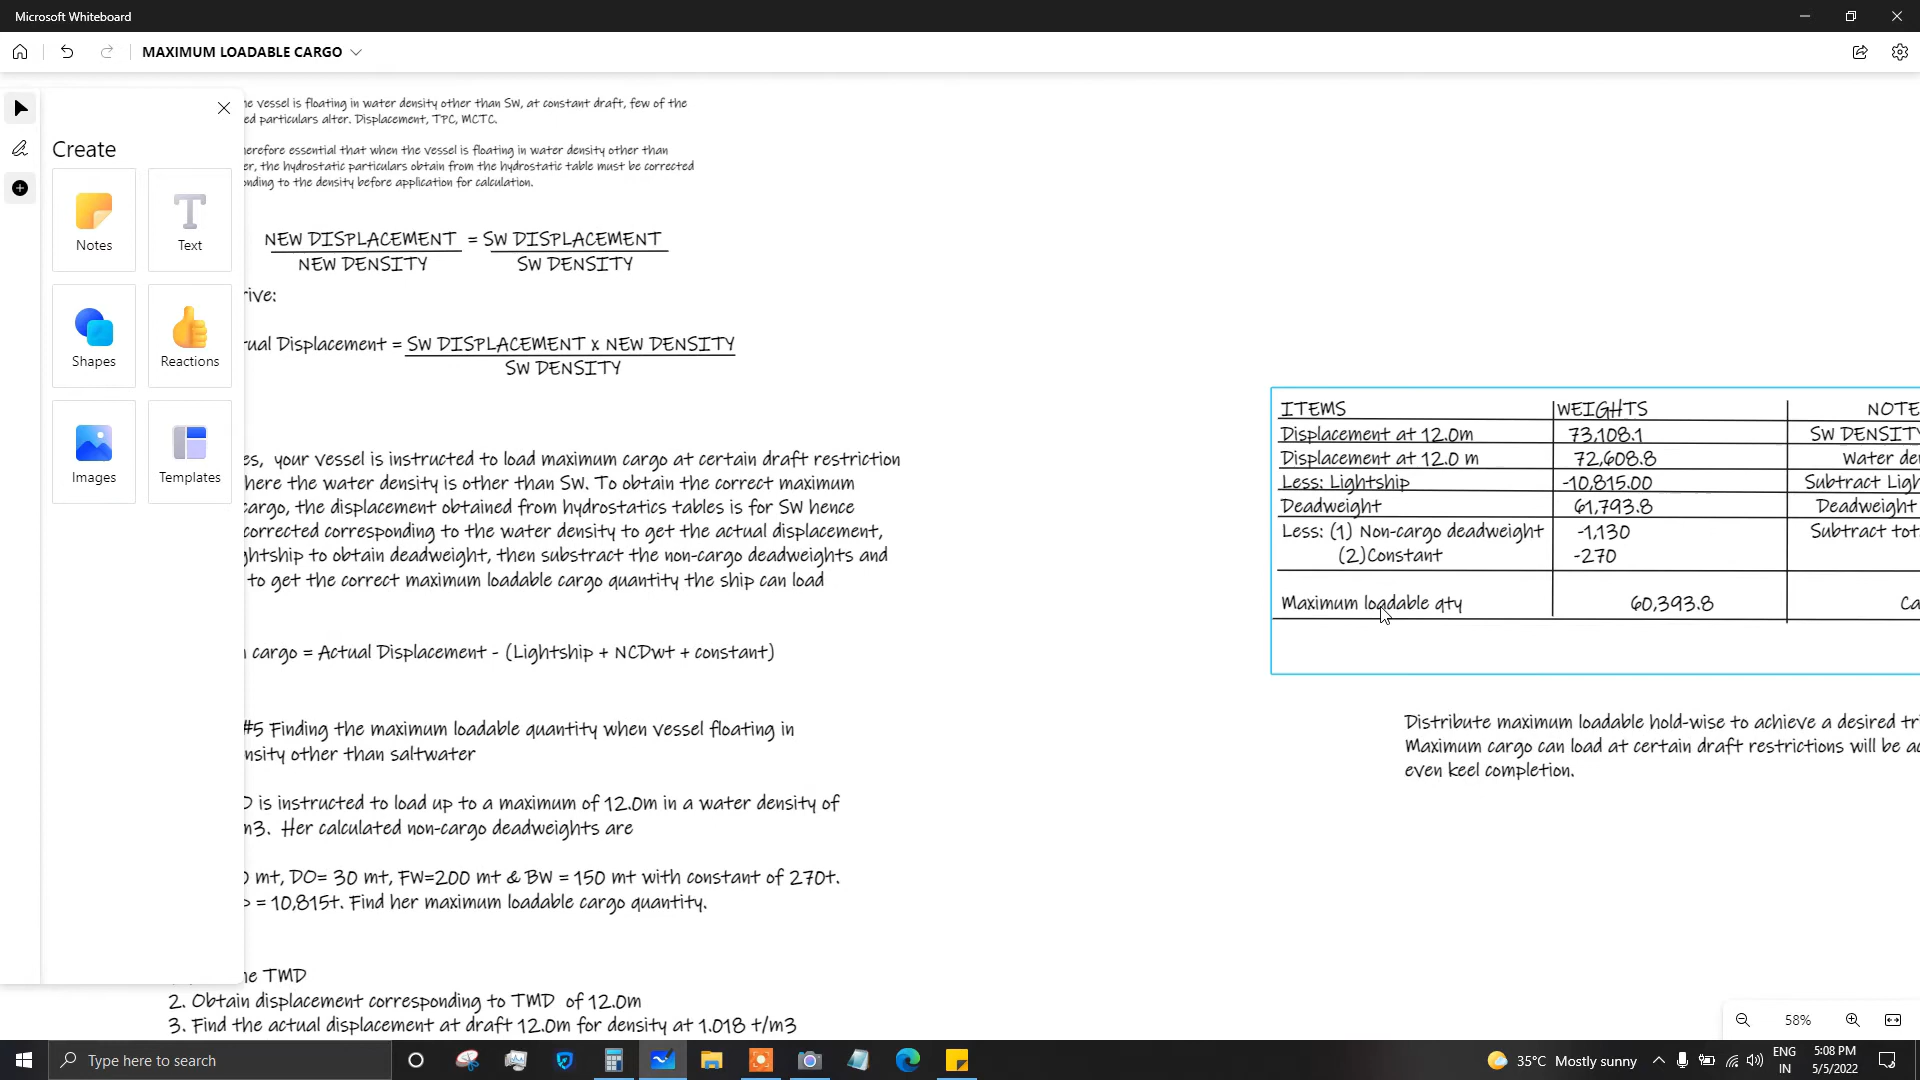 Microsoft Whiteboard
MAXIMUM LOADABLE CARGO
Create
Notes
Text
Shapes
Reactions
Images
Templates
vessel is floating in water density other than SW, at constant draft, few of the
particulars alter. Displacement, TPC, MCTC.
herefore essential that when the vessel is floating in water density other than
er, the hydrostatic particulars obtain from the hydrostatic table must be corrected
onding to the density before application for calculation.
NEW DISPLACEMENT = SW DISPLACEMENT
NEW DENSITY SW DENSITY
rive:
tual Displacement = SW DISPLACEMENT x NEW DENSITY
SW DENSITY
es, your vessel is instructed to load maximum cargo at certain draft restriction
here the water density is other than SW. To obtain the correct maximum
cargo, the displacement obtained from hydrostatics tables is for SW hence
corrected corresponding to the water density to get the actual displacement,
ghtship to obtain deadweight, then substract the non-cargo deadweights and
to get the correct maximum loadable cargo quantity the ship can load
cargo = Actual Displacement - (Lightship + NCDwt + constant)
#5 Finding the maximum loadable quantity when vessel floating in
nsity other than saltwater
D is instructed to load up to a maximum of 12.0m in a water density of
m3. Her calculated non-cargo deadweights are
0 mt, DO= 30 mt, FW=200 mt & BW = 150 mt with constant of 270t.
= 10,815t. Find her maximum loadable cargo quantity.
TMD
2. Obtain displacement corresponding to TMD of 12.0m
3. Find the actual displacement at draft 12.0m for density at 1.018 t/m3
ITEMS WEIGHTS NOTE
Displacement at 12.0m 73,108.1 SW DENSITY
Displacement at 12.0 m 72,608.8 Water de
Less: Lightship -10,815.00 Subtract Ligh
Deadweight 61,793.8 Deadweight
Less: (1) Non-cargo deadweight -1,130 Subtract tot
(2)Constant -270
Maximum loadable qty 60,393.8 Ca
Distribute maximum loadable hold-wise to achieve a desired tri
Maximum cargo can load at certain draft restrictions will be ac
even keel completion.
58%
Type here to search
35°C Mostly sunny
ENG
IN
5:08 PM
5/5/2022